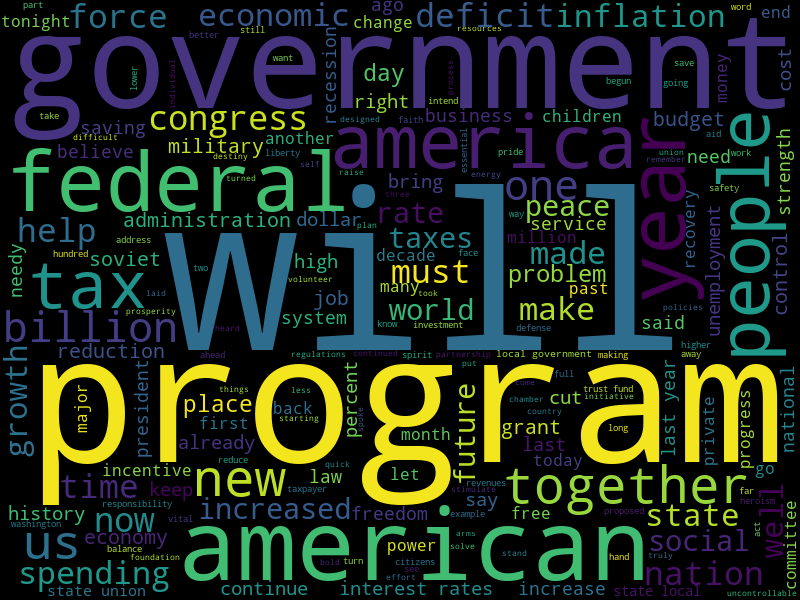 part
tonight
force
economic
ago
change
deficit
inflation
word
end
government
better
still
resources
want
lower
individual
recession
day
process
save
going
cost
money
take
saving
difficult
believe
congress
military
another
destiny
liberty
self
turned
raise
right
business
designed
faith
begun
intend
children
budget
aid
union
remember
work
need
strength
people
america
essential
pride
energy
federal
year
safety
bring
one
peace
service
administration
dollar
plan
rate
way
million
three
recovery
unemployment
control
help
address
hundred
soviet
needy
two
high
volunteer
decade
face
taxes
made
problem
must
many
took
past
tax
laid
prosperity
job
system
will
know
investment
world
make
defense
said
policies
billion
heard
higher
away
growth
reduction
ahead
regulations
continued
spirit
partnership
local government
making
president
program
major
things
less
place
starting
first
back
percent
put
future
come
full
chamber
country
initiative
trust fund
cut
long
grant
last year
private
progress
national
already
month
last
today
reduce
quick
incentive
law
let
taxpayer
new
time
keep
revenues
stimulate
together
go
far
heroism
well
history
responsibility
washington
vital
now
increased
freedom
say
example
free
state
proposed
act
committee
us
economy
balance
foundation
american
power
arms
solve
bold
turn
citizens
see
effort
stand
hand
social
truly
nation
spending
state union
continue
interest rates
increase
state local
uncontrollable